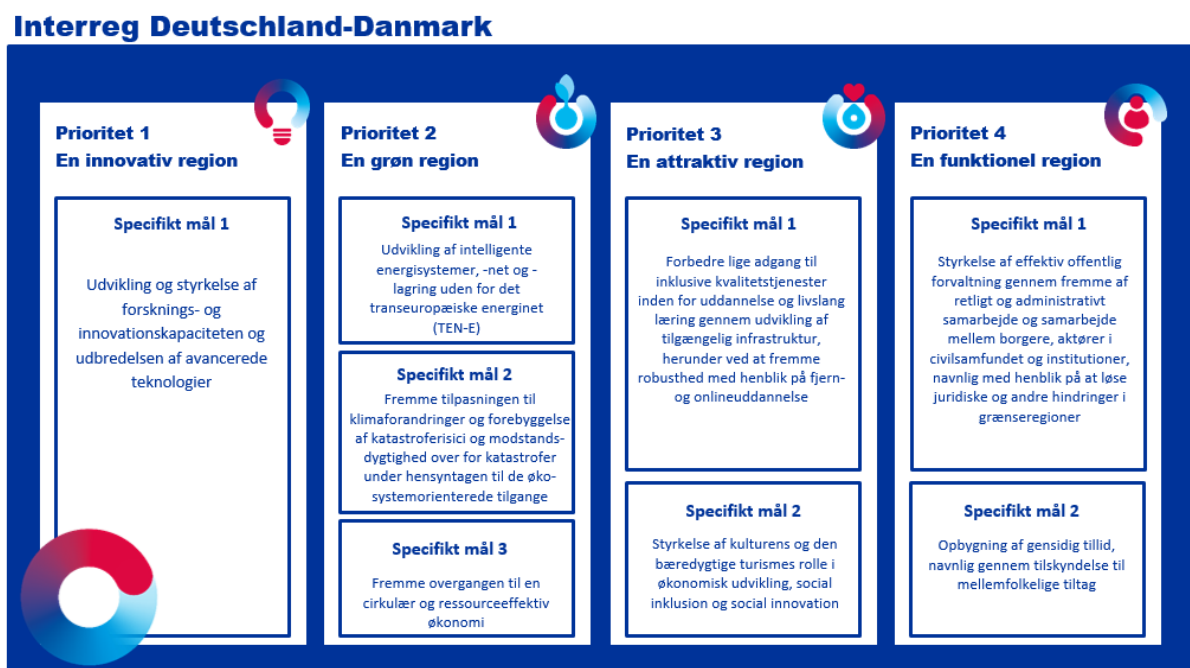 Interreg Deutschland-Danmark
Prioritet 1
En innovativ region
Specifikt mål 1
Udvikling og styrkelse af
forsknings- og
innovationskapaciteten og
udbredelsen af avancerede
teknologier
Prioritet 2
En grøn region
Specifikt mål 1
Udvikling af intelligente
energisystemer, -net og -
lagring uden for det
transeuropæiske energinet
(TEN-E)
Specifikt mål 2
Fremme tilpasningen til
klimaforandringer og forebyggelse
af katastroferisici og modstands-
dygtighed over for katastrofer
under hensyntagen til de øko-
systemorienterede tilgange
Specifikt mål 3
Fremme overgangen til en
cirkulær og ressourceeffektiv
økonomi
Prioritet 3
En attraktiv region
Specifikt mål 1
Forbedre lige adgang til
inklusive kvalitetstjenester
inden for uddannelse og livslang
læring gennem udvikling af
tilgængelig infrastruktur,
herunder ved at fremme
robusthed med henblik på fjern-
og onlineuddannelse
Specifikt mål 2
Styrkelse af kulturens og den
bæredygtige turismes rolle i
økonomisk udvikling, social
inklusion og social innovation
Prioritet 4
En funktionel region
Specifikt mål 1
Styrkelse af effektiv offentlig
forvaltning gennem fremme af
retligt og administrativt
samarbejde og samarbejde
mellem borgere, aktører i
civilsamfundet og institutioner,
navnlig med henblik på at løse
juridiske og andre hindringer i
grænseregioner
Specifikt mål 2
Opbygning af gensidig tillid,
navnlig gennem tilskyndelse til
mellemfolkelige tiltag